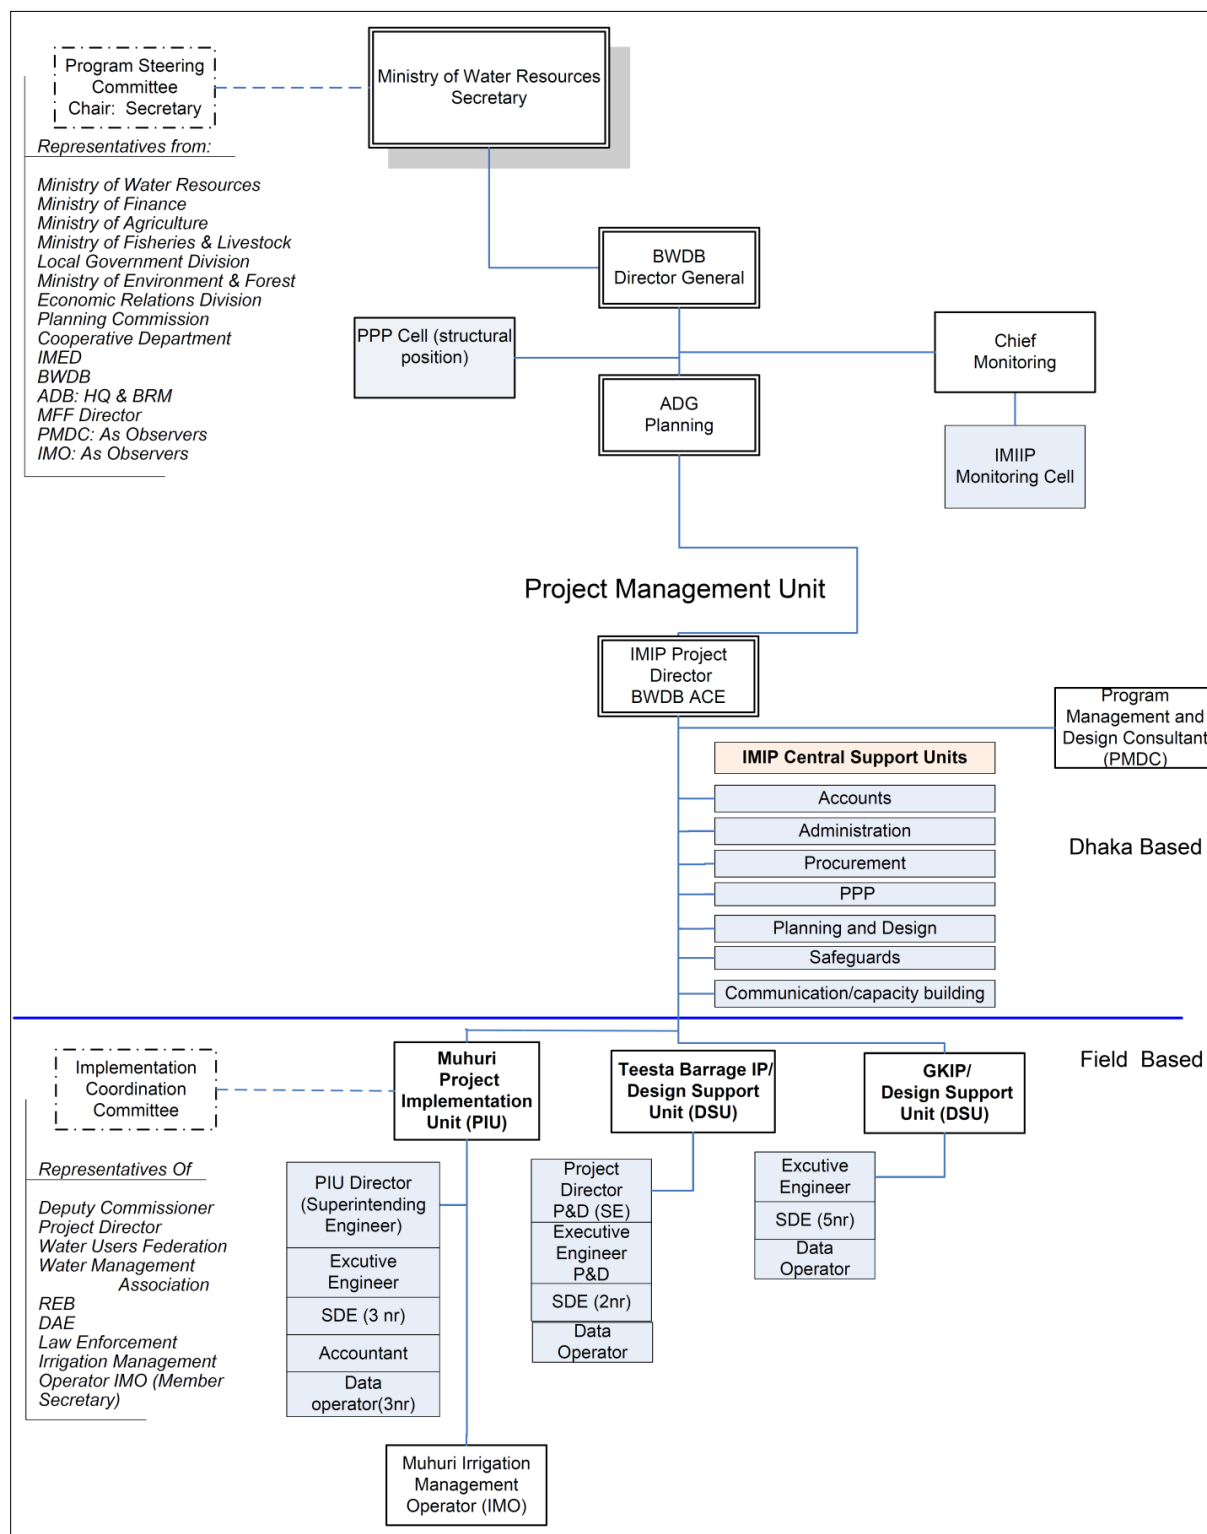 Program Steering
Committee
Chair: Secretary
Representatives from:
Ministry of Water Resources
Ministry of Finance
Ministry of Agriculture
Ministry of Fisheries & Livestock
Local Government Division
Ministry of Environment & Forest
Economic Relations Division
Planning Commission
Cooperative Department
IMED
BWDB
ADB: HQ & BRM
MFF Director
PMDC: As Observers
IMO: As Observers
Ministry of Water Resources
Secretary
BWDB
Director General
PPP Cell (structural
position)
Chief
Monitoring
ADG
Planning
IMIIP
Monitoring Cell
Project Management Unit
IMIP Project
Director
BWDB ACE
Program
Management and
Design Consultant
(PMDC)
IMIP Central Support Units
Accounts
Administration
Procurement
PPP
Planning and Design
Safeguards
Communication/capacity building
Dhaka Based
Field Based
Implementation
Coordination
Committee
Representatives Of
Deputy Commissioner
Project Director
Water Users Federation
Water Management
Association
REB
DAE
Law Enforcement
Irrigation Management
Operator IMO (Member
Secretary)
Muhuri
Project
Implementation
Unit (PIU)
PIU Director
(Superintending
Engineer)
Excutive
Engineer
SDE (3 nr)
Accountant
Data
operator(3nr)
Muhuri Irrigation
Management
Operator (IMO)
Teesta Barrage IP/
Design Support
Unit (DSU)
Project
Director
P&D (SE)
Executive
Engineer
P&D
SDE (2nr)
Data
Operator
GKIP/
Design Support
Unit (DSU)
Excutive
Engineer
SDE (5nr)
Data
Operator